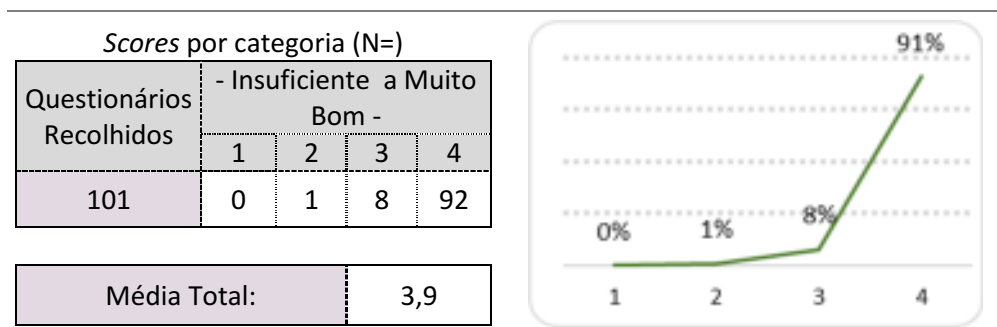 Scores por categoria (N=)
Questionários
Recolhidos
- Insuficiente a Muito
Bom -
1 2 3 4
101 0 1 8 92
Média Total: 3,9
91%
0% 1% 8%
1 2 3 4